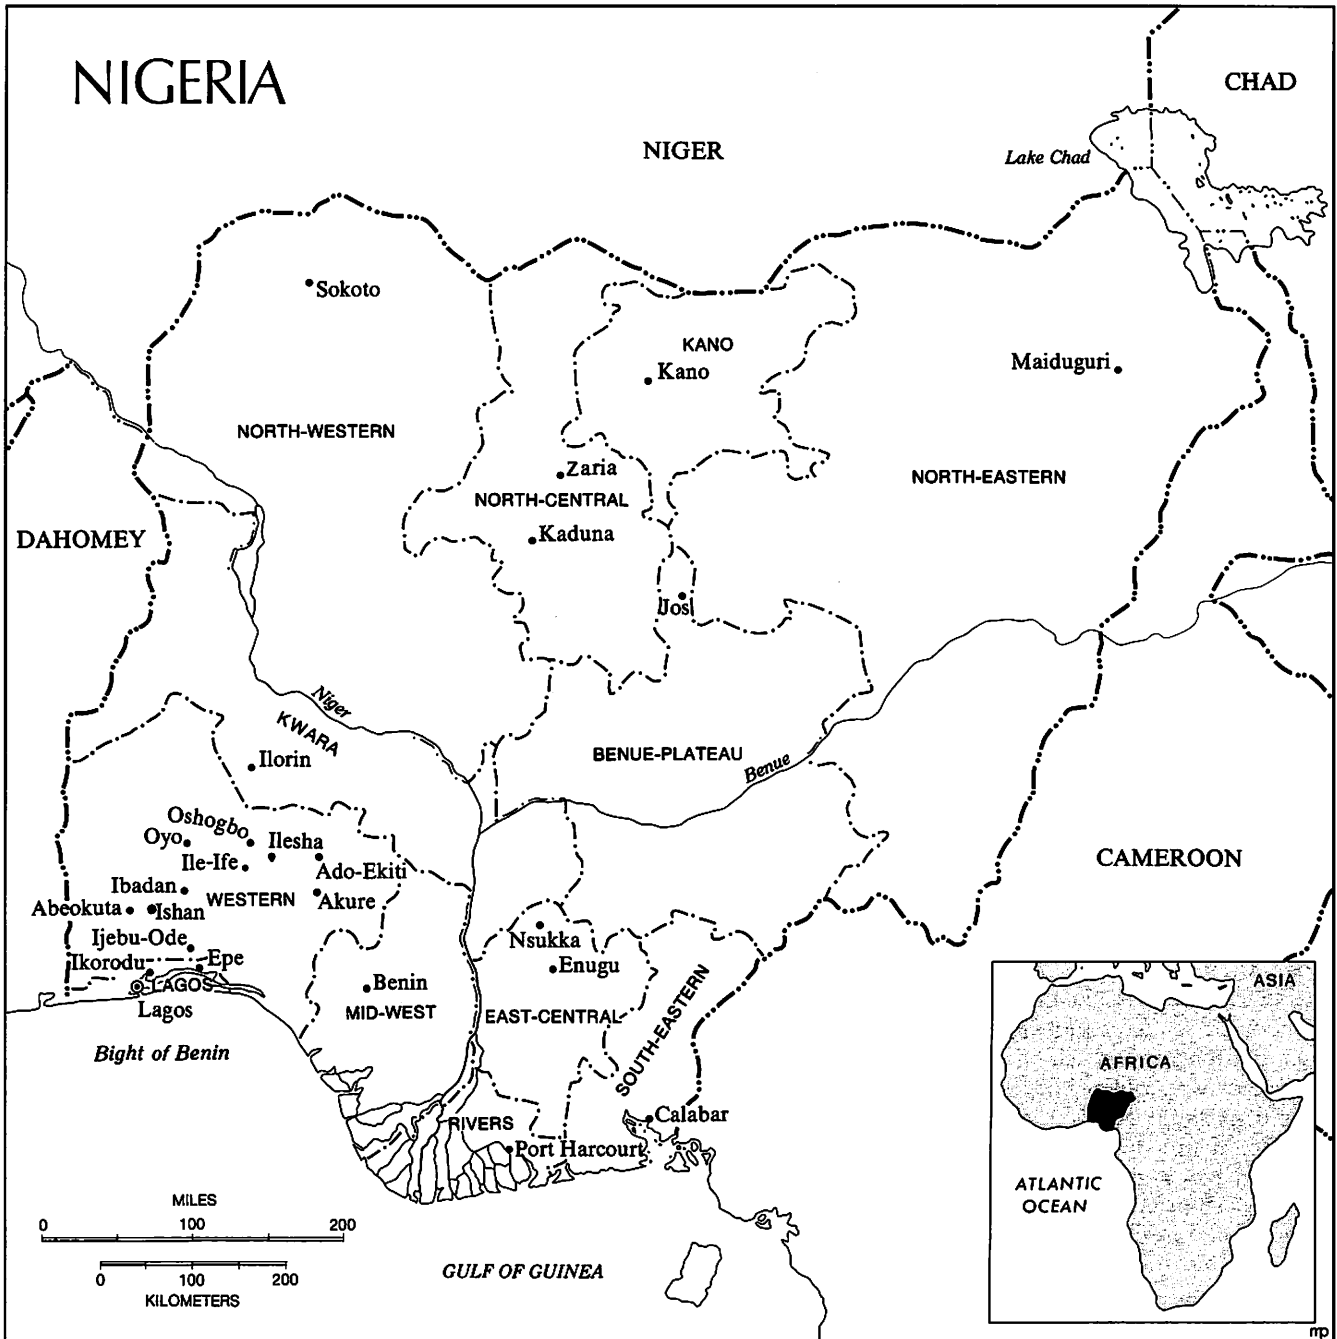 NIGERIA
CHAD
NIGER
Lake Chad
Sokoto
KANO
Kano
Maiduguri
NORTH-WESTERN
Zaria
NORTH-EASTERN
NORTH-CENTRAL
DAHOMEY
Kaduna
Jos
Niger
KWARA
BENUE-PLATEAU
Benue
Ilorin
Oshogbo
Oyo
Ilesha
Ile-Ife
Ado-Ekiti
CAMEROON
Ibadan
WESTERN
Akure
Abeokuta
Ishan
Ijebu-Ode
Nsukka
Ikorodu
Epe
Enugu
LAGOS
Benin
Lagos
MID-WEST
EAST-CENTRAL
SOUTH-EASTERN
Bight of Benin
RIVERS
Calabar
Port Harcourt
ASIA
AFRICA
ATLANTIC
OCEAN
MILES
0 100 200
0 100 200
KILOMETERS
GULF OF GUINEA
mp